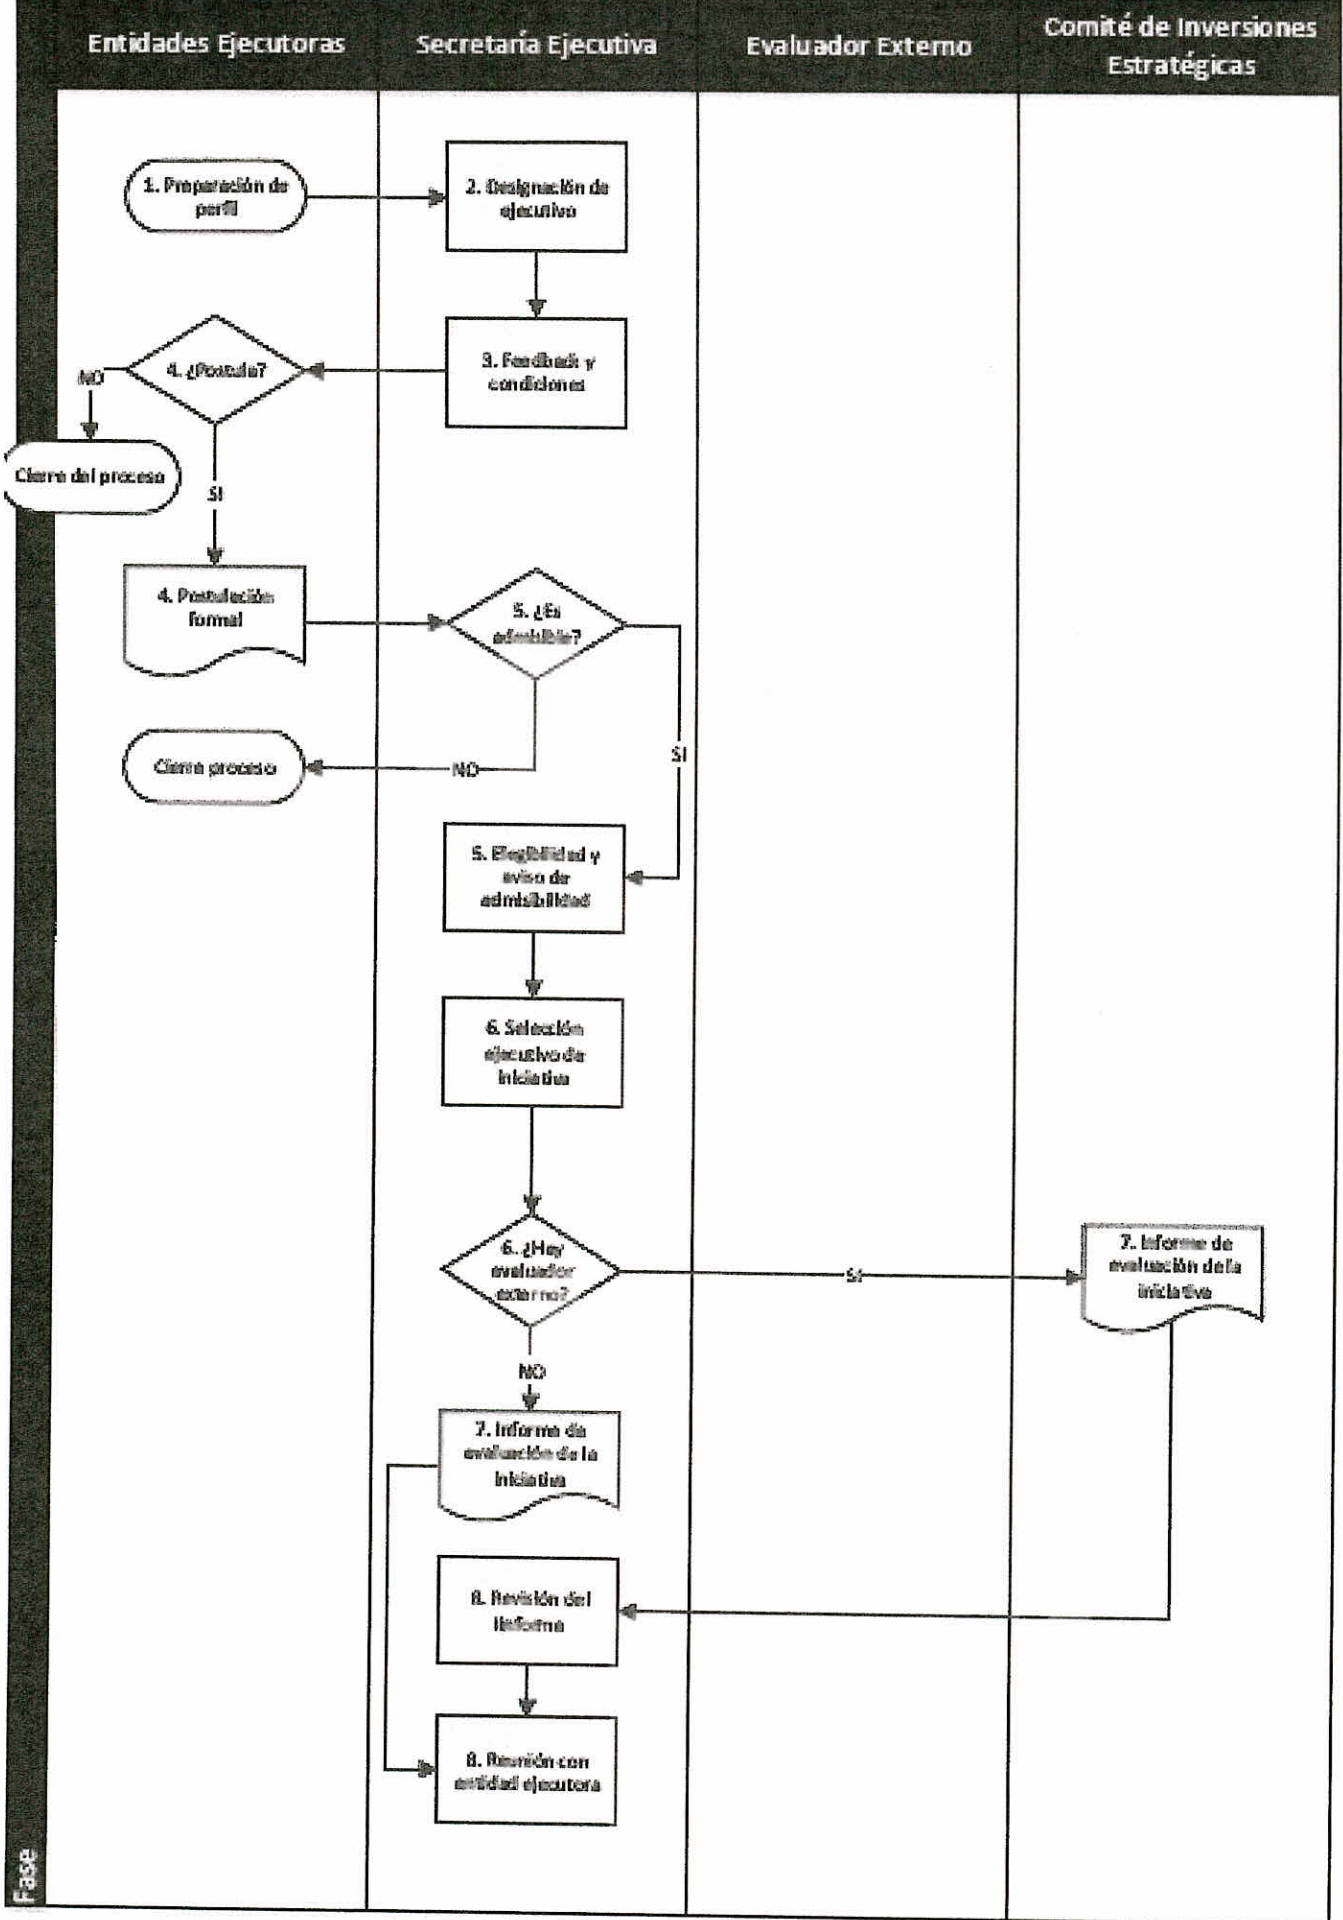 Entidades Ejecutoras
Secretaría Ejecutiva
Evaluador Externo
Comité de Inversiones
Estratégicas
1. Preparación de
perfil
2. Designación de
ejecutivo
3. Feedback y
condiciones
4. ¿Postula?
NO
Cierre del proceso
SI
4. Postulación
formal
5. ¿Es
admisible?
SI
NO
Cierre proceso
5. Elegibilidad y
aviso de
admisibilidad
6. Selección
ejecutivo de
iniciativa
6. ¿Hay
evaluador
externo?
SI
7. Informe de
evaluación de la
iniciativa
NO
7. Informe de
evaluación de la
iniciativa
8. Revisión del
informe
8. Reunión con
entidad ejecutora
Fase